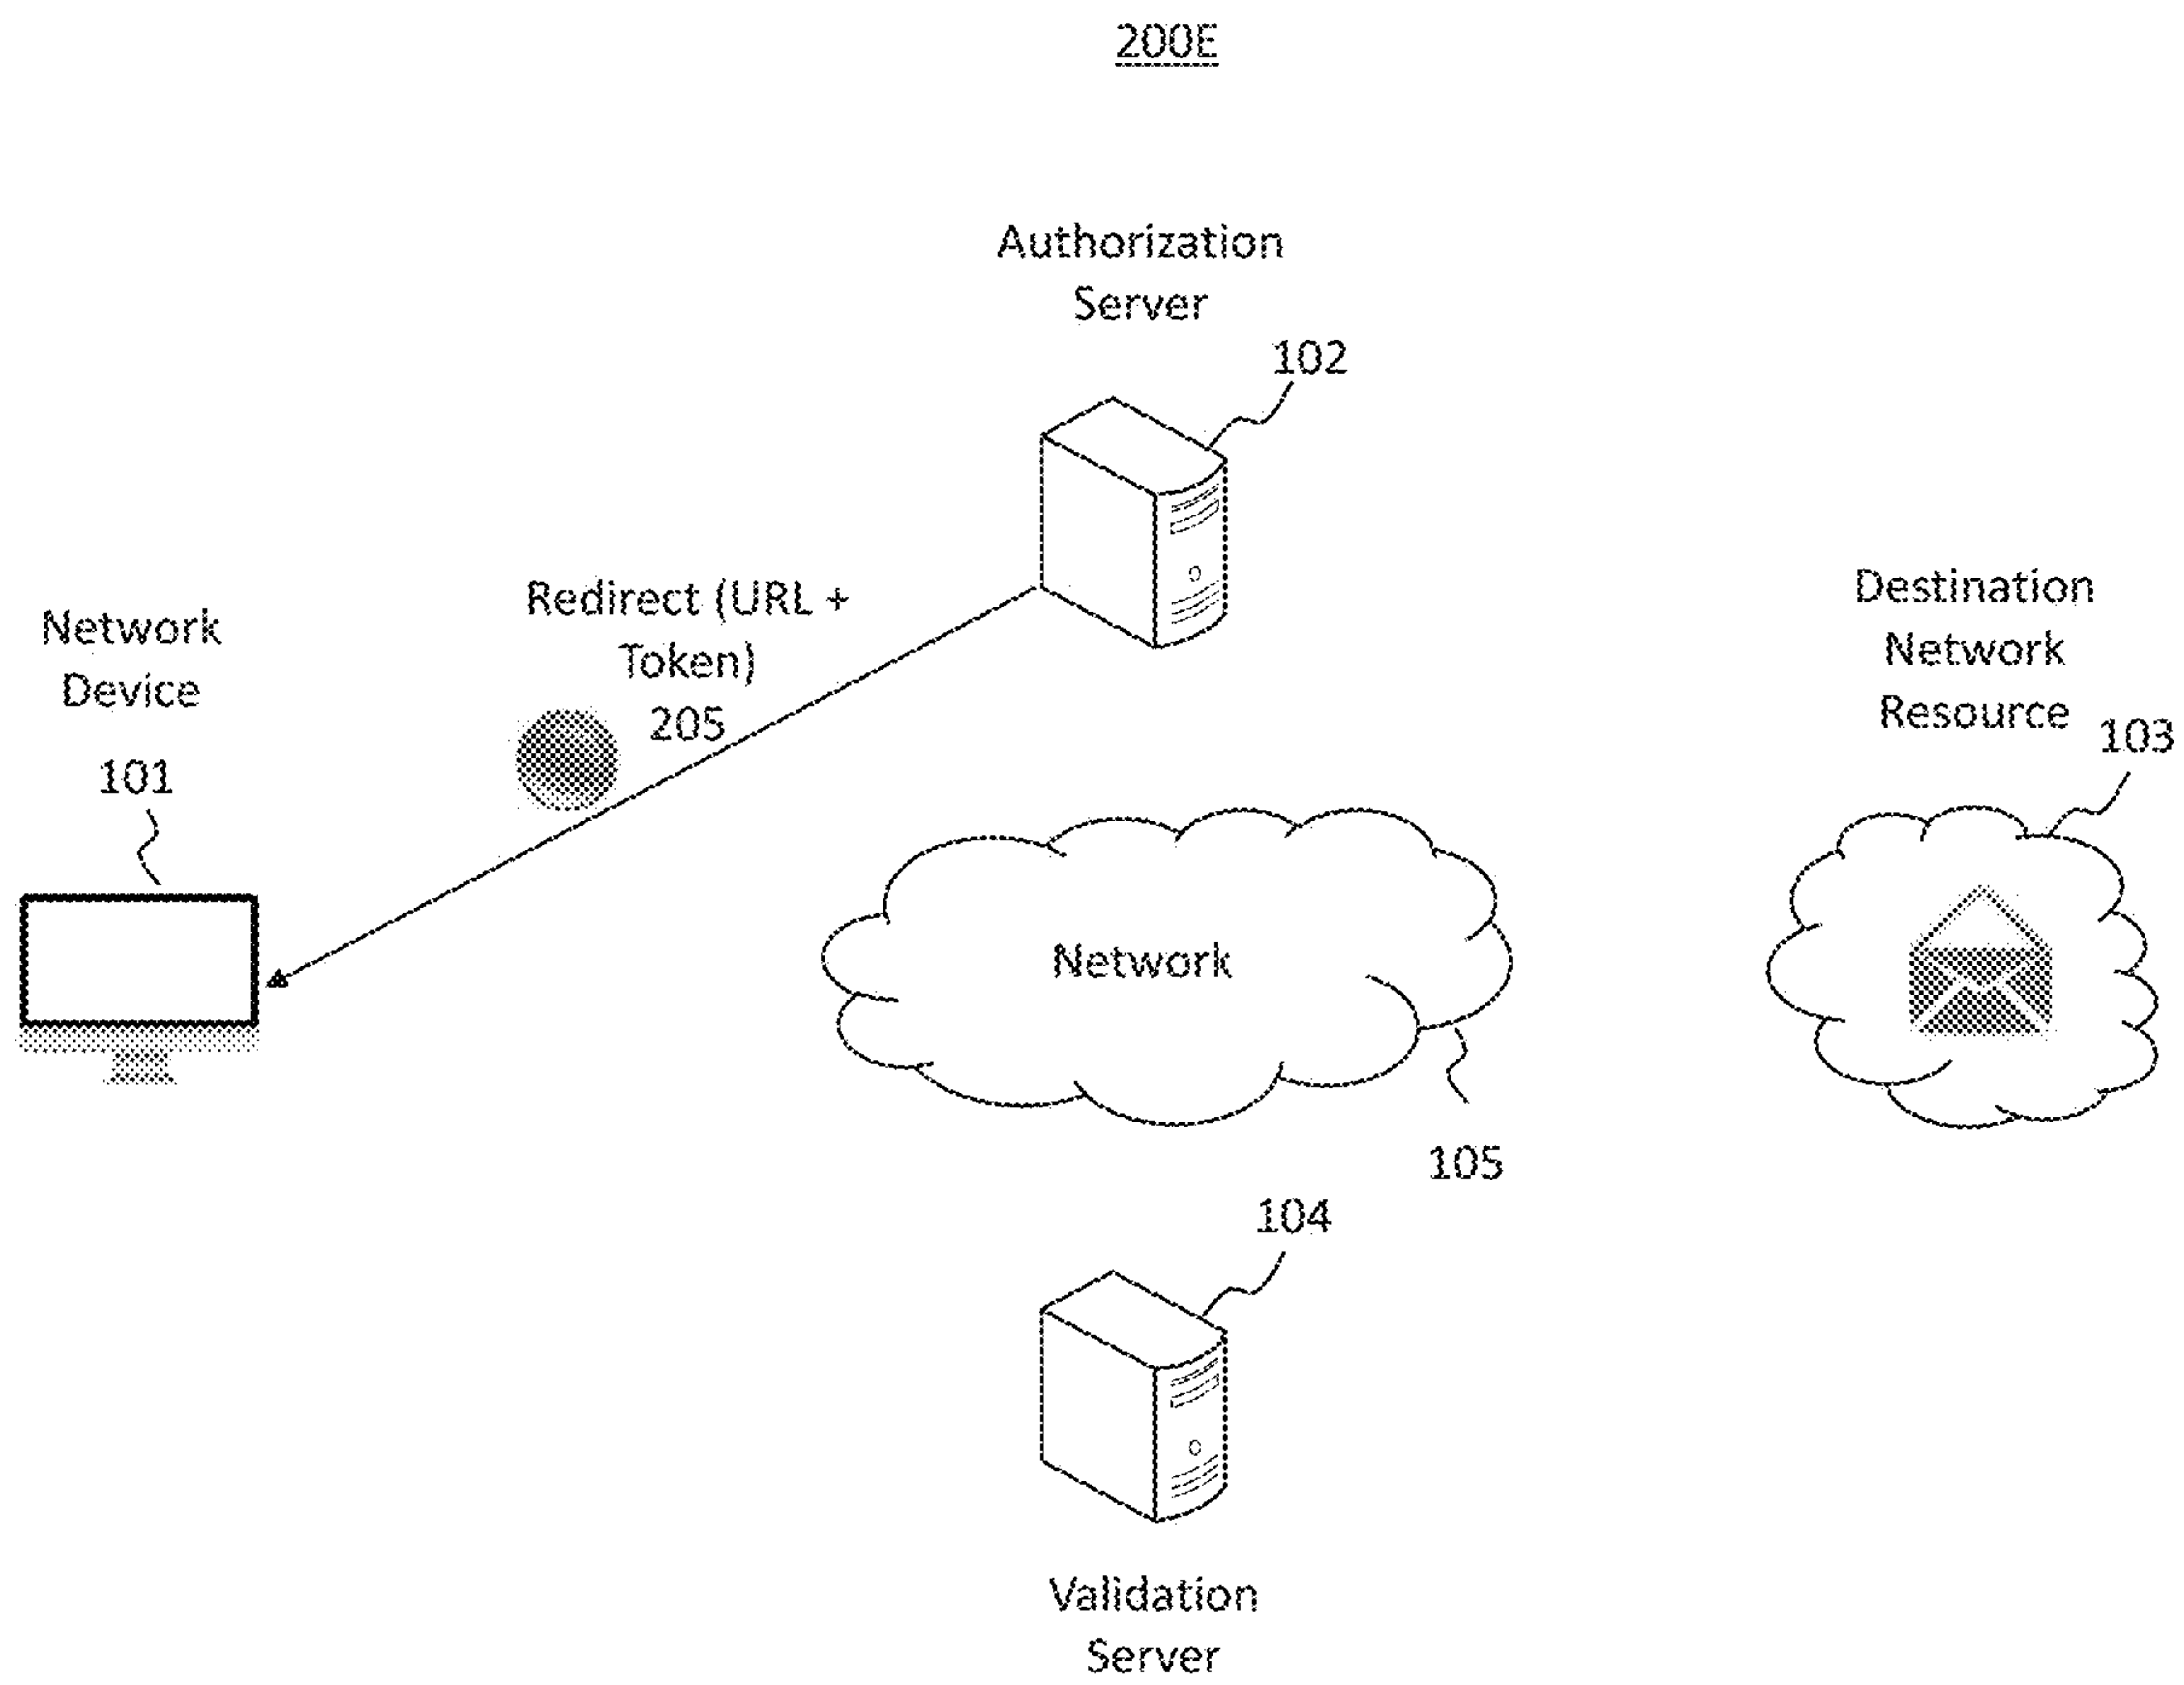 200E
Authorization
Server
102
Redirect (URL +
Token)
205
Network
Device
101
Destination
Network
Resource
103
Network
105
104
Validation
Server